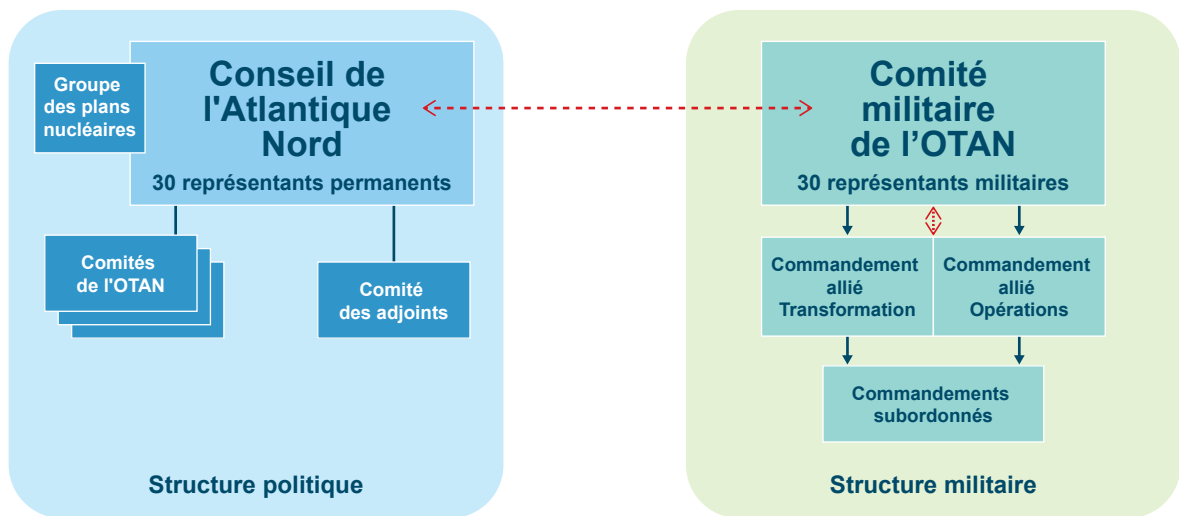 Groupe
des plans
nucléaires
Conseil de
l'Atlantique
Nord
30 représentants permanents
Comités
de l'OTAN
Comité
des adjoints
Structure politique
Comité
militaire
de l’OTAN
30 représentants militaires
Commandement
allié
Transformation
Commandement
allié
Opérations
Commandements
subordonnés
Structure militaire